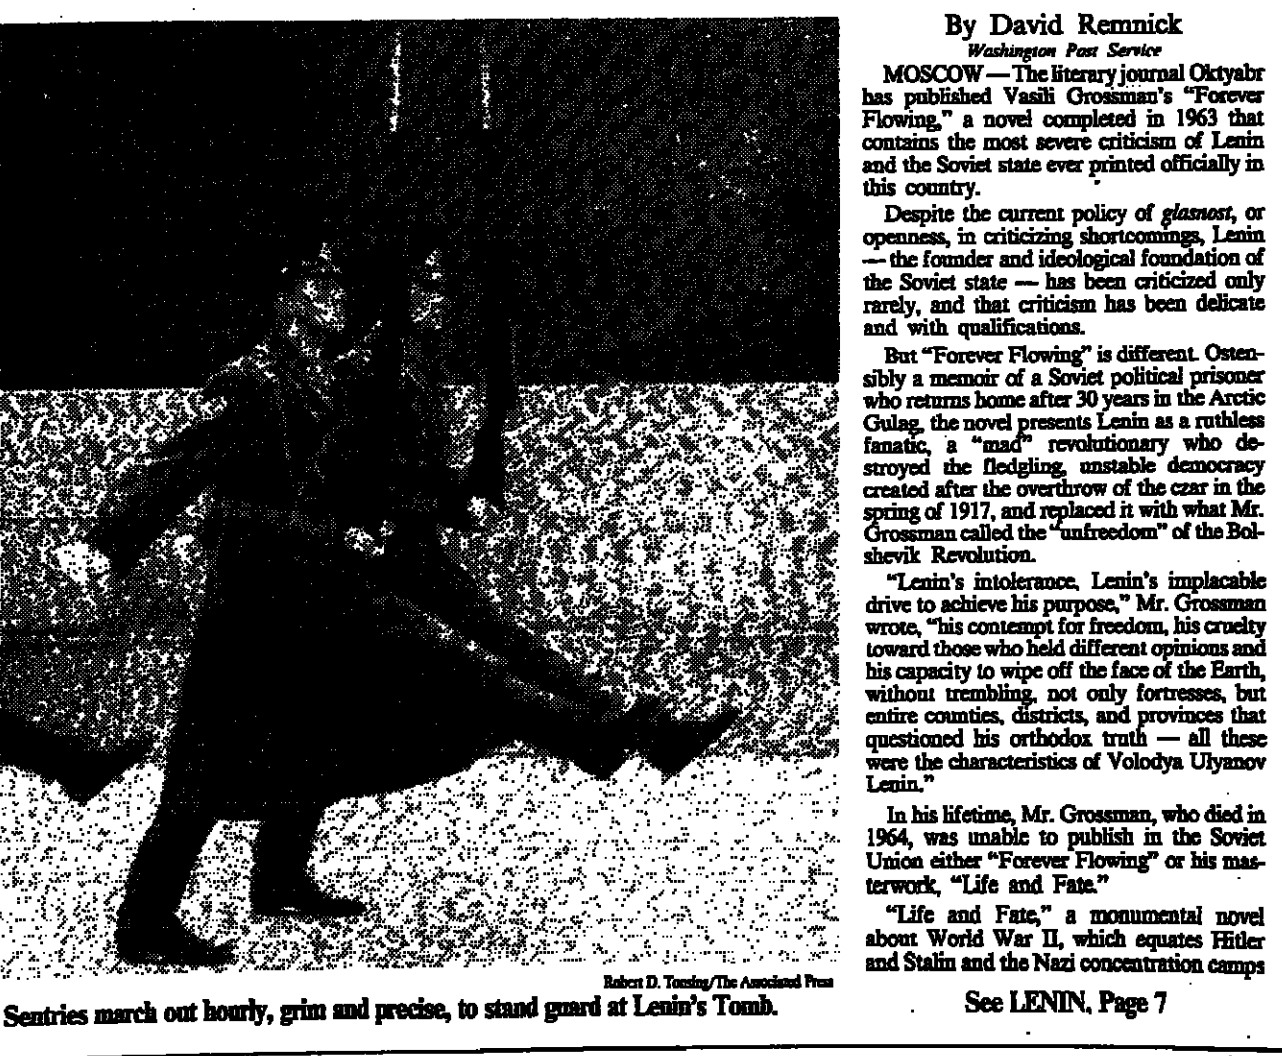 By David Remnick
Washington Post Service
MOSCOW — The literary journal Oktyabr
has published Vasili Grossman's “Forever
Flowing,” a novel completed in 1963 that
contains the most severe criticism of Lenin
and the Soviet state ever printed officially in
this country.
Despite the current policy of glasnost, or
openness, in criticizing shortcomings, Lenin
— the founder and ideological foundation of
the Soviet state — has been criticized only
rarely, and that criticism has been delicate
and with qualifications.
But “Forever Flowing” is different. Osten-
sibly a memoir of a Soviet political prisoner
who returns home after 30 years in the Arctic
Gulag, the novel presents Lenin as a ruthless
fanatic, a “mad” revolutionary who de-
stroyed the fledgling, unstable democracy
created after the overthrow of the czar in the
spring of 1917, and replaced it with what Mr.
Grossman called the “unfreedom” of the Bol-
shevik Revolution.
“Lenin's intolerance, Lenin's implacable
drive to achieve his purpose,” Mr. Grossman
wrote, “his contempt for freedom, his cruelty
toward those who held different opinions and
his capacity to wipe off the face of the Earth,
without trembling, not only fortresses, but
entire counties, districts, and provinces that
questioned his orthodox truth — all these
were the characteristics of Volodya Ulyanov
Lenin.”
In his lifetime, Mr. Grossman, who died in
1964, was unable to publish in the Soviet
Union either “Forever Flowing” or his mas-
terwork, “Life and Fate.”
“Life and Fate,” a monumental novel
about World War II, which equates Hitler
and Stalin and the Nazi concentration camps
See LENIN, Page 7
Robert D. /The Associated Press
Sentries march out hourly, grim and precise, to stand guard at Lenin's Tomb.